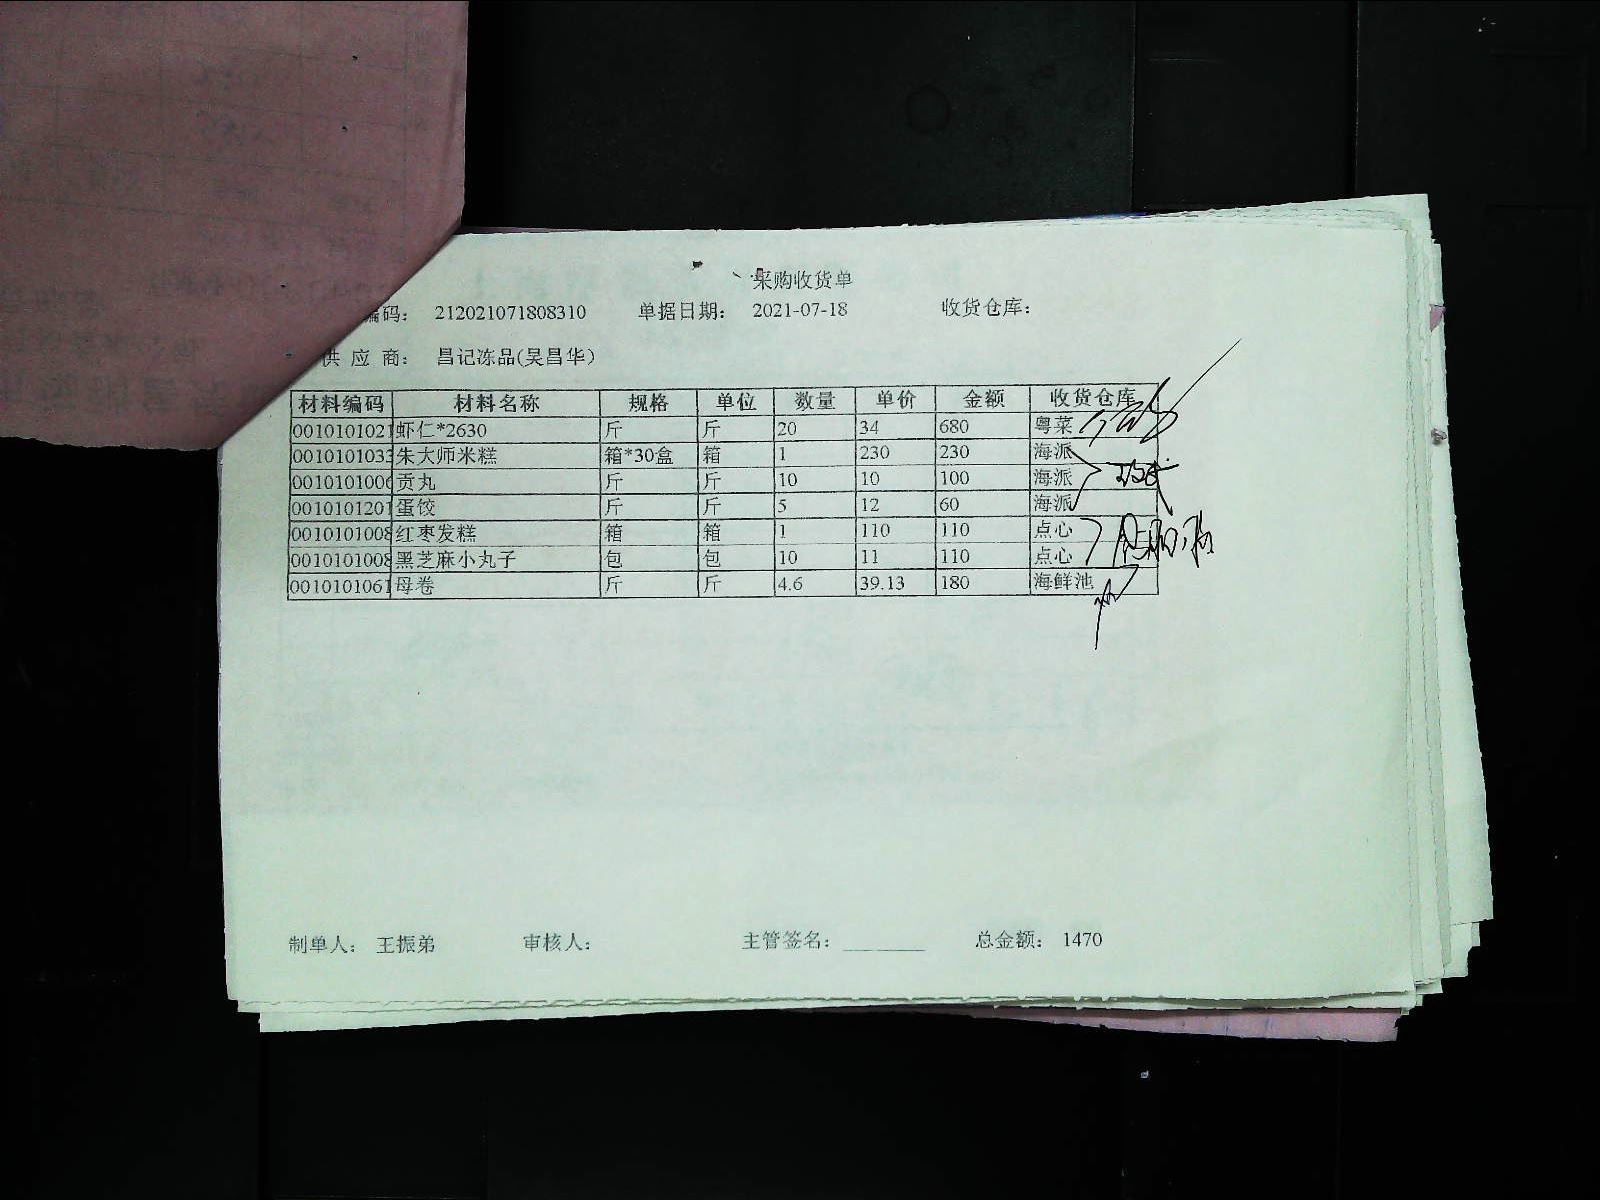 采购收货单
编码： 212021071808310 单据日期： 2021-07-18 收货仓库：
供 应 商： 昌记冻品(吴昌华)
材料编码 材料名称 规格 单位 数量 单价 金额 收货仓库
0010101021 虾仁*2630 斤 斤 20 34 680 粤菜
001010103 朱大师米糕 箱*30盒 箱 1 230 230 海派
001010100 贡丸 斤 斤 10 10 100 海派
0010101201 蛋饺 斤 斤 5 12 60 海派
001010100 红枣发糕 箱 箱 1 110 110 点心
001010100 黑芝麻小丸子 包 包 10 11 110 点心
0010101061 母卷 斤 斤 4.6 39.13 180 海鲜池
制单人： 王振弟 审核人： 主管签名： 总金额： 1470